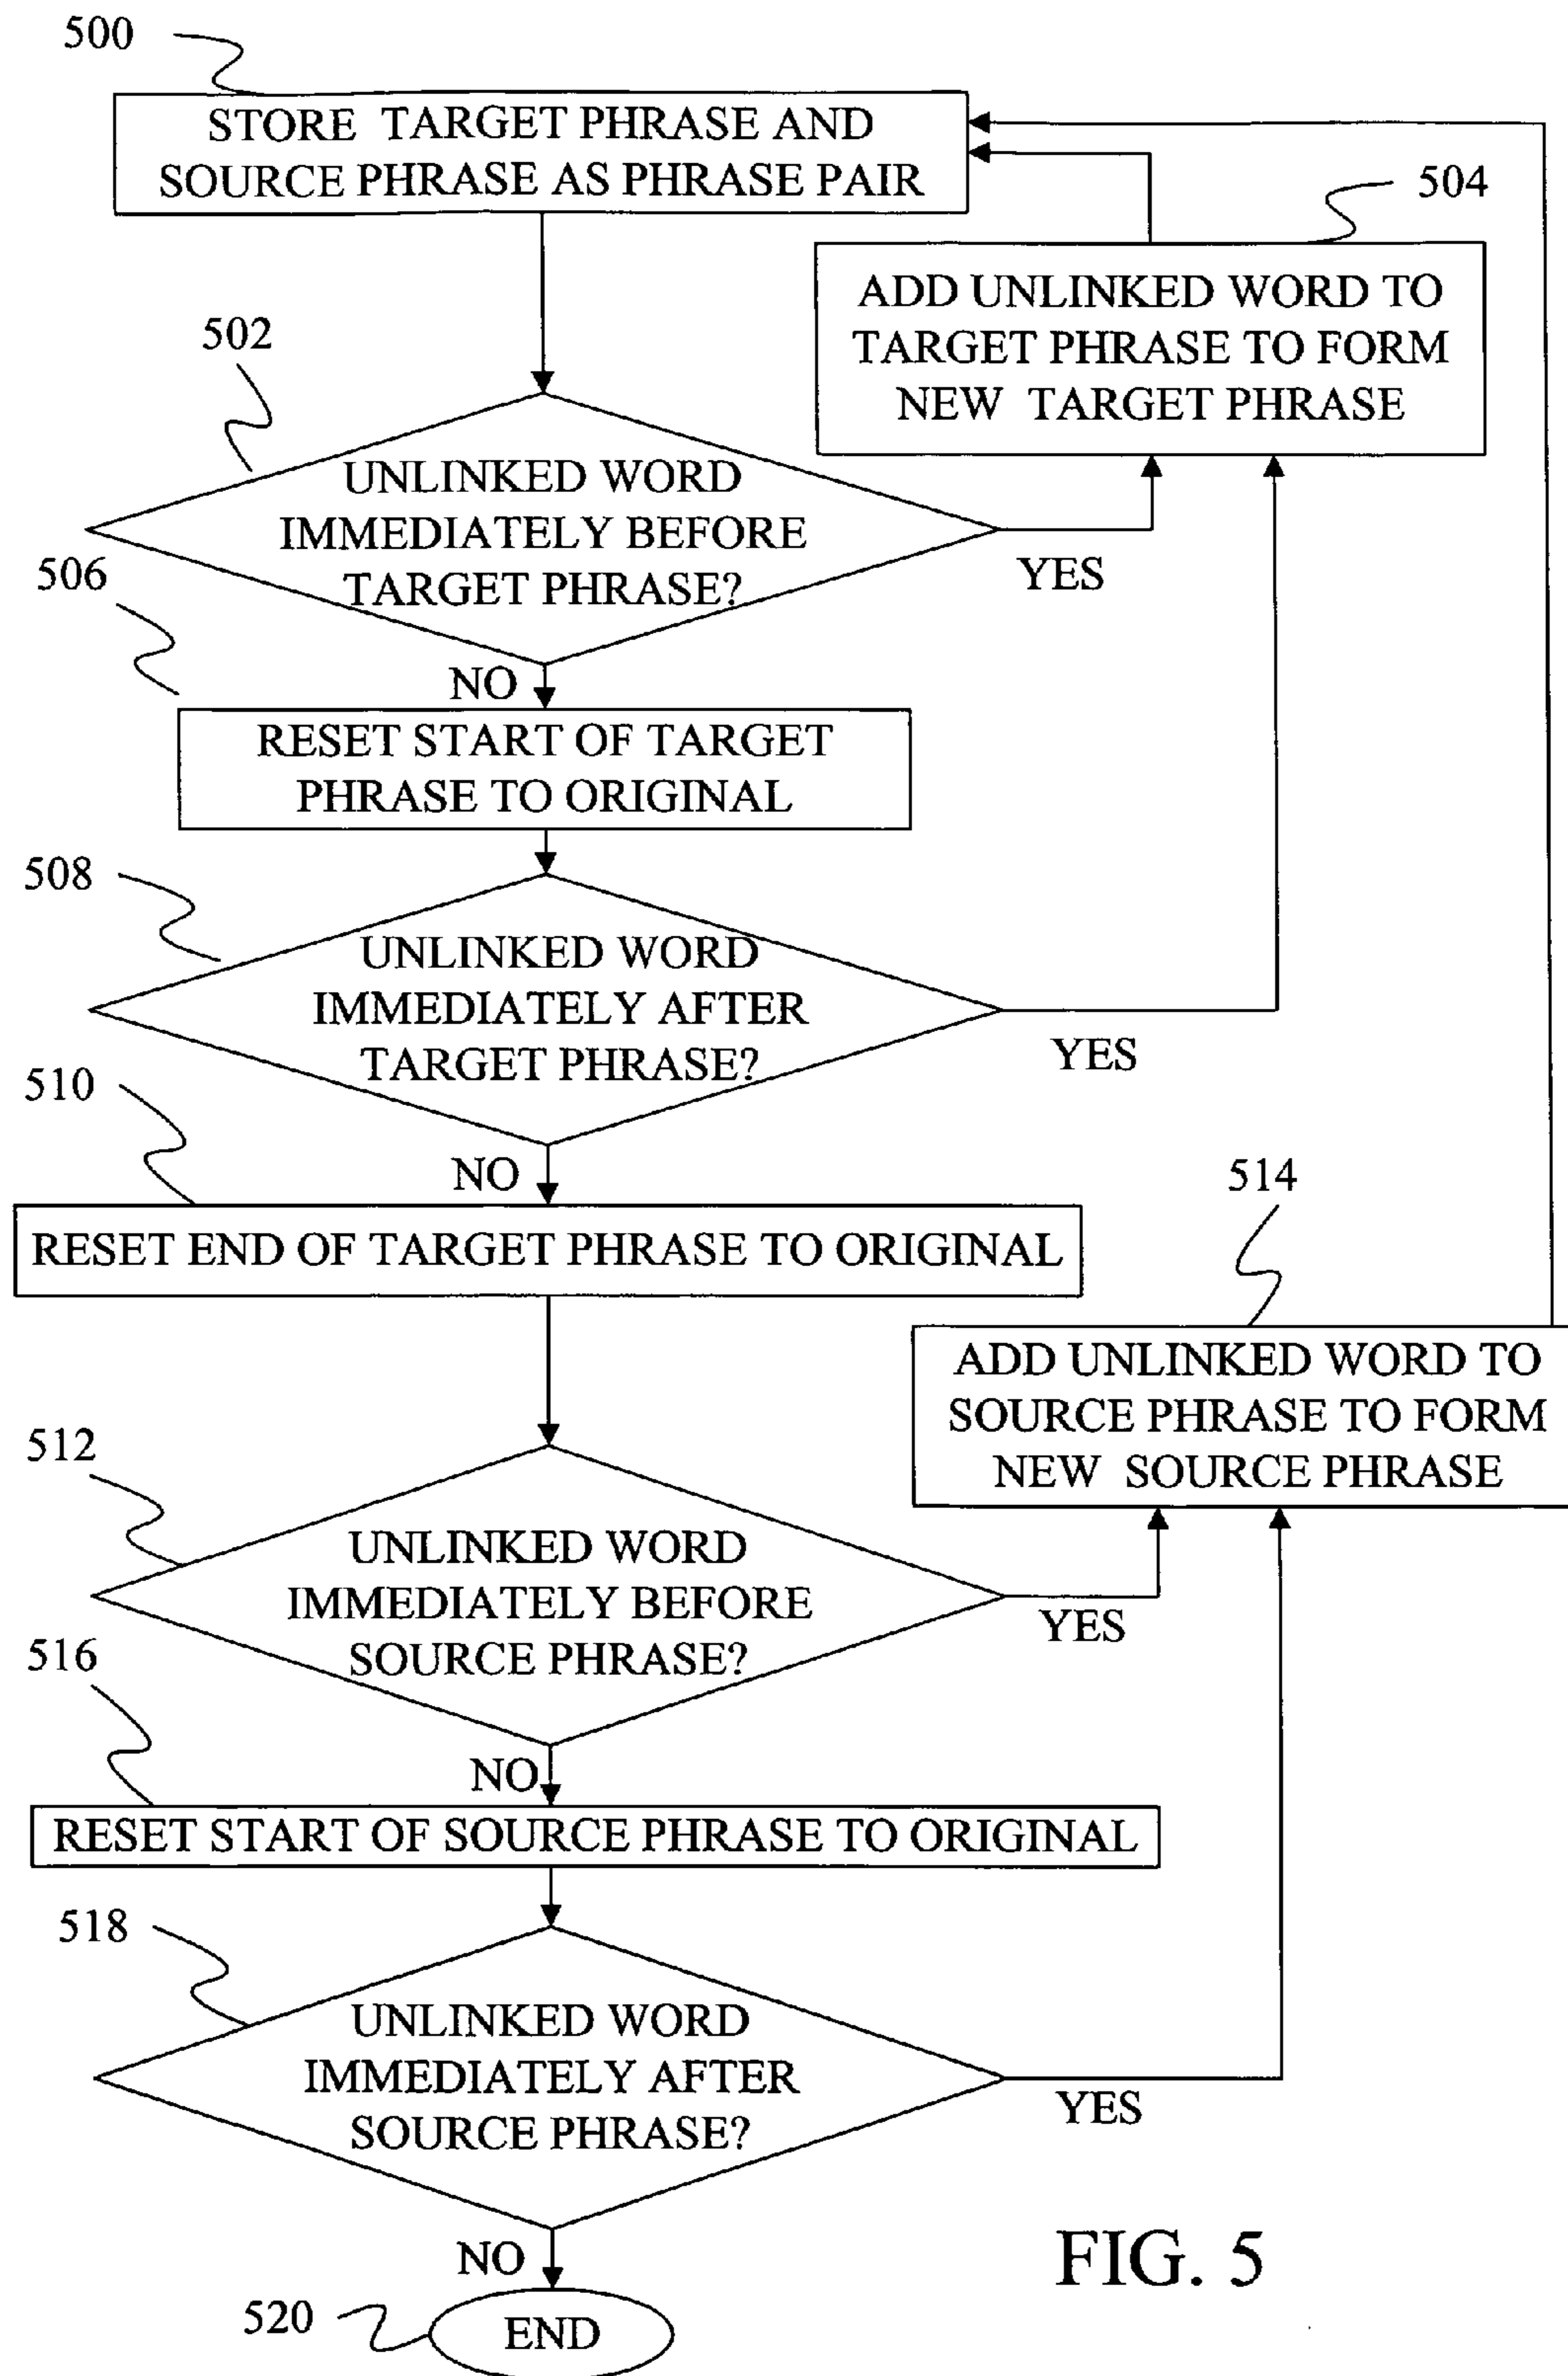 500
STORE TARGET PHRASE AND
SOURCE PHRASE AS PHRASE PAIR
504
ADD UNLINKED WORD TO
TARGET PHRASE TO FORM
NEW TARGET PHRASE
502
UNLINKED WORD
IMMEDIATELY BEFORE
TARGET PHRASE?
YES
506
NO
RESET START OF TARGET
PHRASE TO ORIGINAL
508
UNLINKED WORD
IMMEDIATELY AFTER
TARGET PHRASE?
YES
510
NO
RESET END OF TARGET PHRASE TO ORIGINAL
514
ADD UNLINKED WORD TO
SOURCE PHRASE TO FORM
NEW SOURCE PHRASE
512
UNLINKED WORD
IMMEDIATELY BEFORE
SOURCE PHRASE?
YES
516
NO
RESET START OF SOURCE PHRASE TO ORIGINAL
518
UNLINKED WORD
IMMEDIATELY AFTER
SOURCE PHRASE?
YES
NO
FIG. 5
520
END